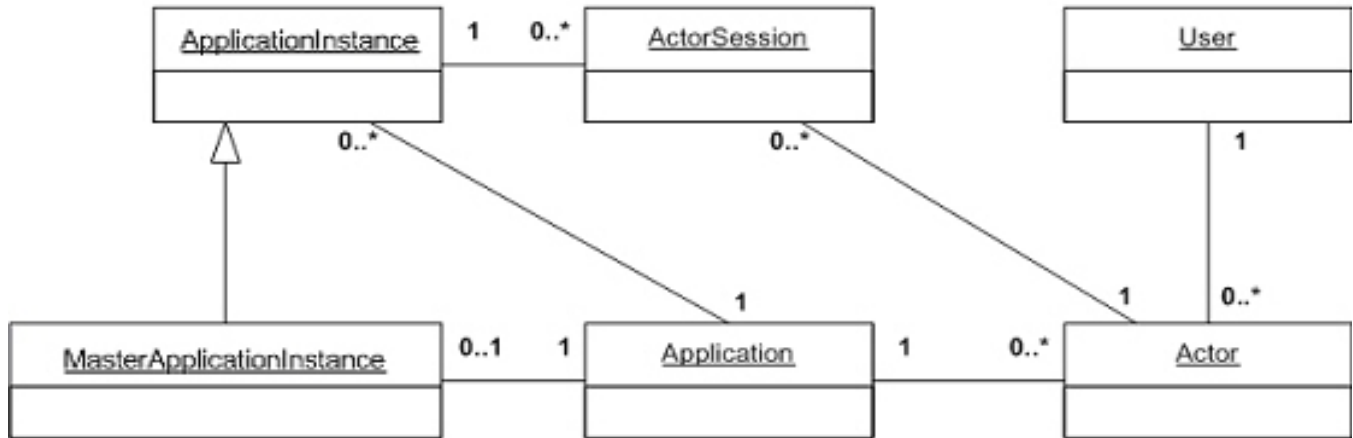 ApplicationInstance
1 0..*
ActorSession
User
0..*
0..*
1
1
1
0..*
MasterApplicationInstance
0..1 1
Application
1 0..*
Actor